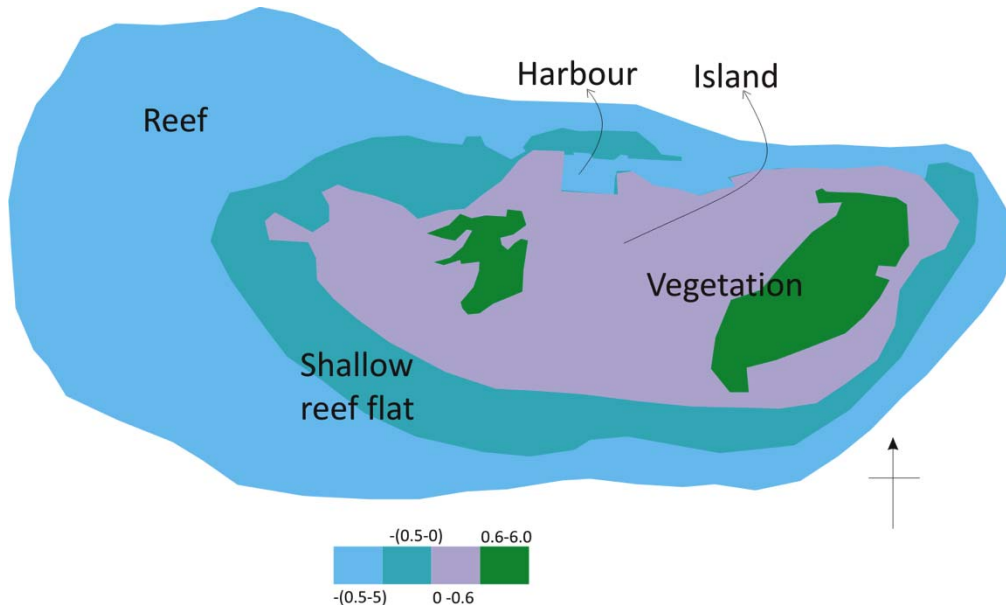 Harbour
Island
Reef
Vegetation
Shallow
reef flat
-(0.5-0)
0.6-6.0
-(0.5-5)
0 -0.6